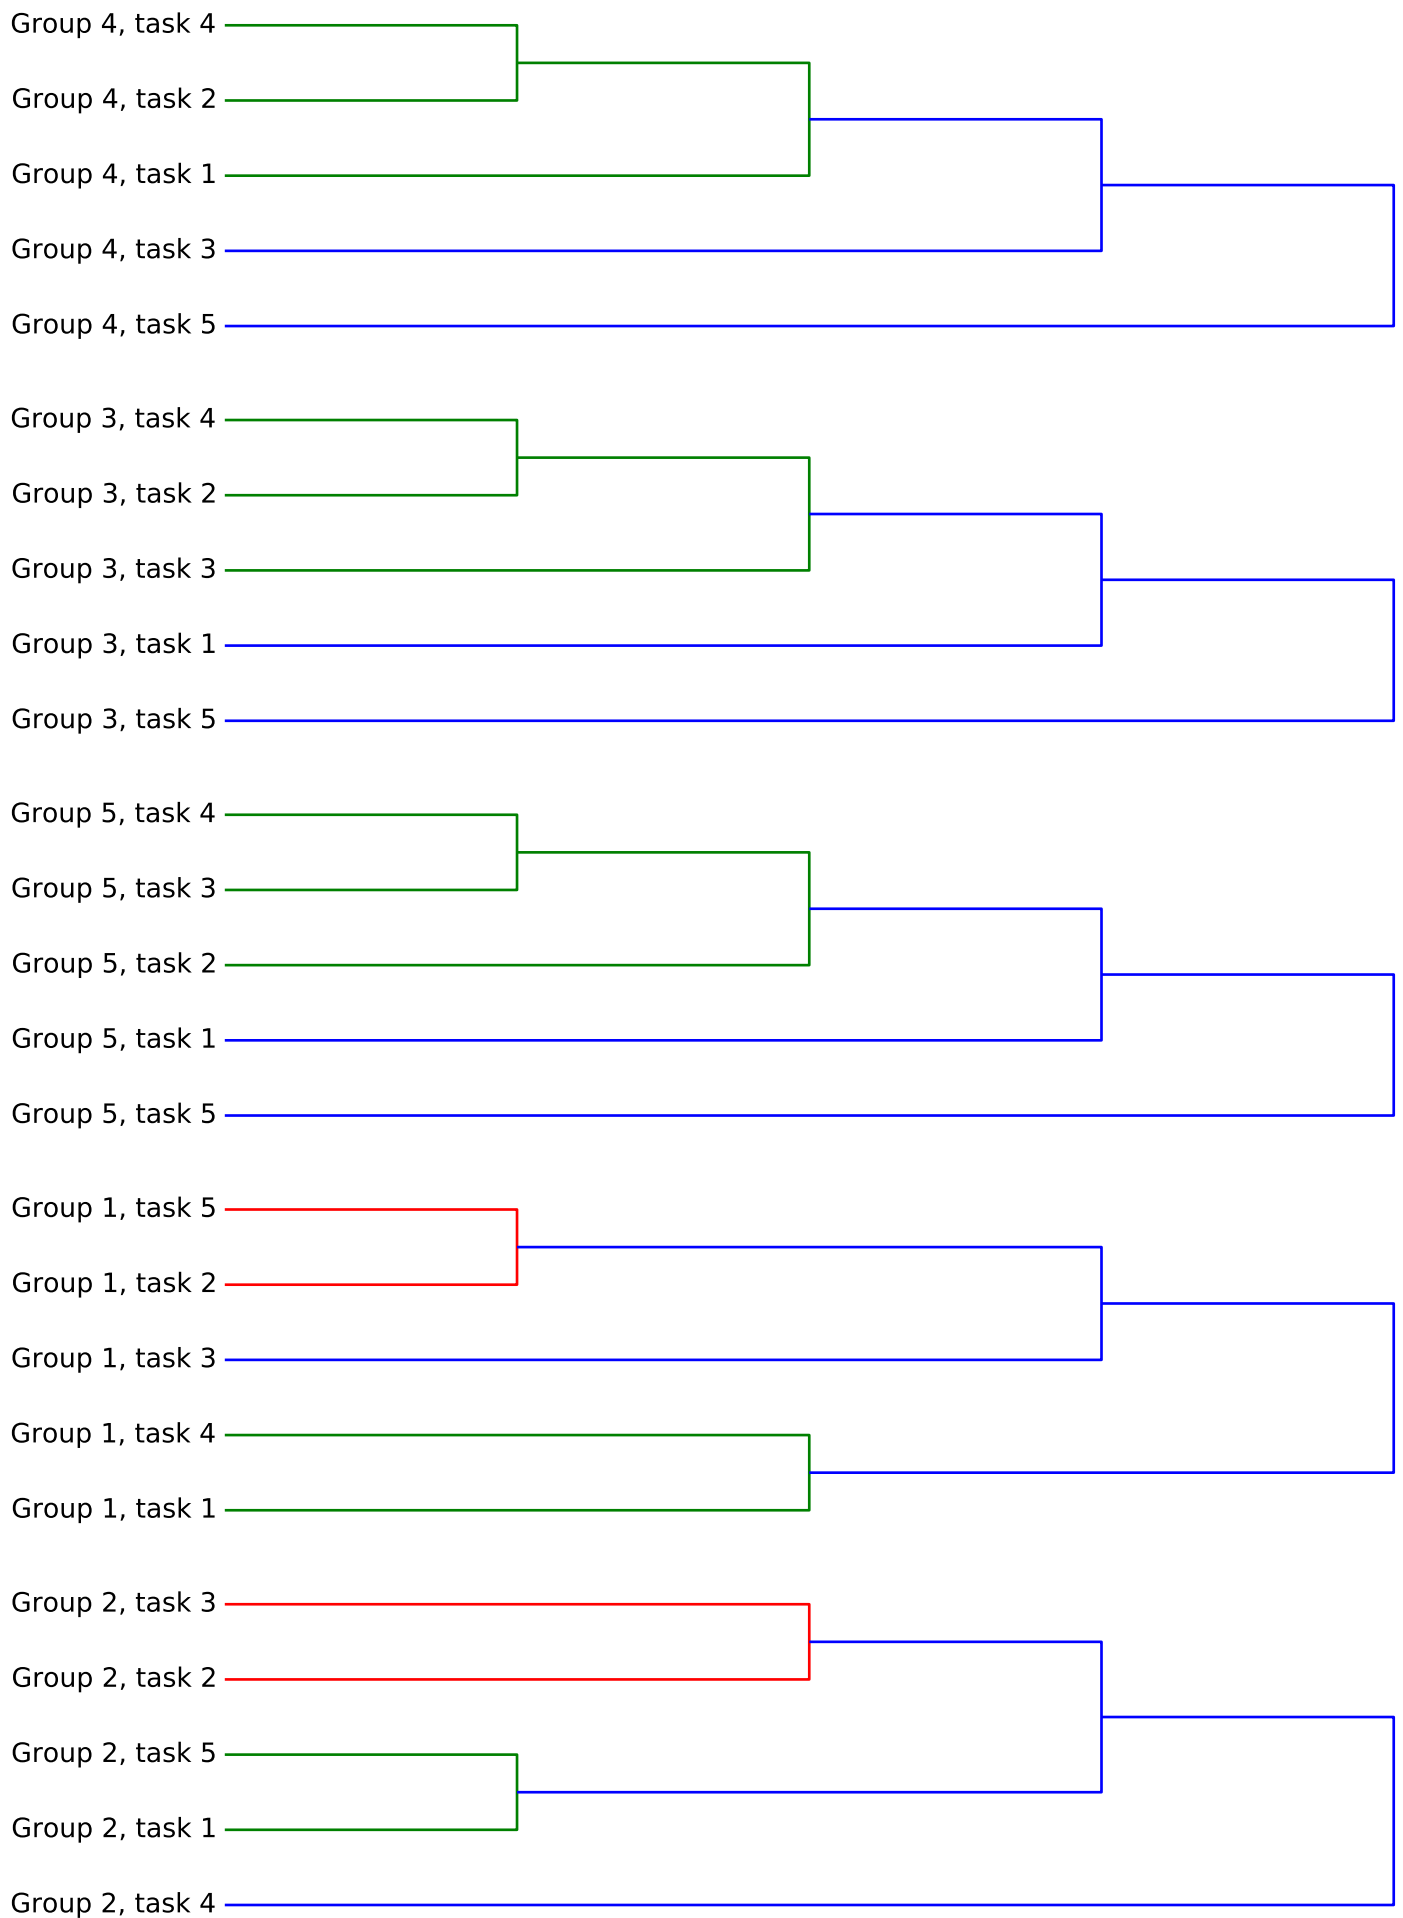 Group 4, task 4
Group 4, task 2
Group 4, task 1
Group 4, task 3
Group 4, task 5
Group 3, task 4
Group 3, task 2
Group 3, task 3
Group 3, task 1
Group 3, task 5
Group 5, task 4
Group 5, task 3
Group 5, task 2
Group 5, task 1
Group 5, task 5
Group 1, task 5
Group 1, task 2
Group 1, task 3
Group 1, task 4
Group 1, task 1
Group 2, task 3
Group 2, task 2
Group 2, task 5
Group 2, task 1
Group 2, task 4